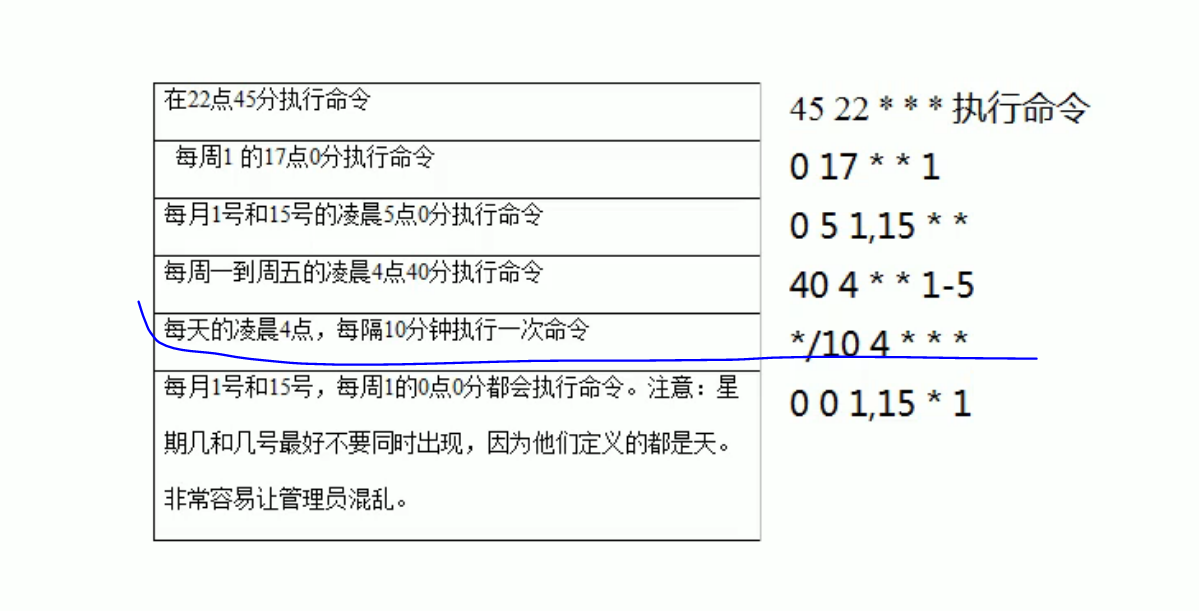 在22点45分执行命令
45 22 * * * 执行命令
每周1 的17点0分执行命令
0 17 * * 1
每月1号和15号的凌晨5点0分执行命令
0 5 1,15 * *
每周一到周五的凌晨4点40分执行命令
40 4 * * 1-5
每天的凌晨4点，每隔10分钟执行一次命令
*/10 4 * * *
每月1号和15号，每周1的0点0分都会执行命令。注意：星
期几和几号最好不要同时出现，因为他们定义的都是天。
非常容易让管理员混乱。
0 0 1,15 * 1